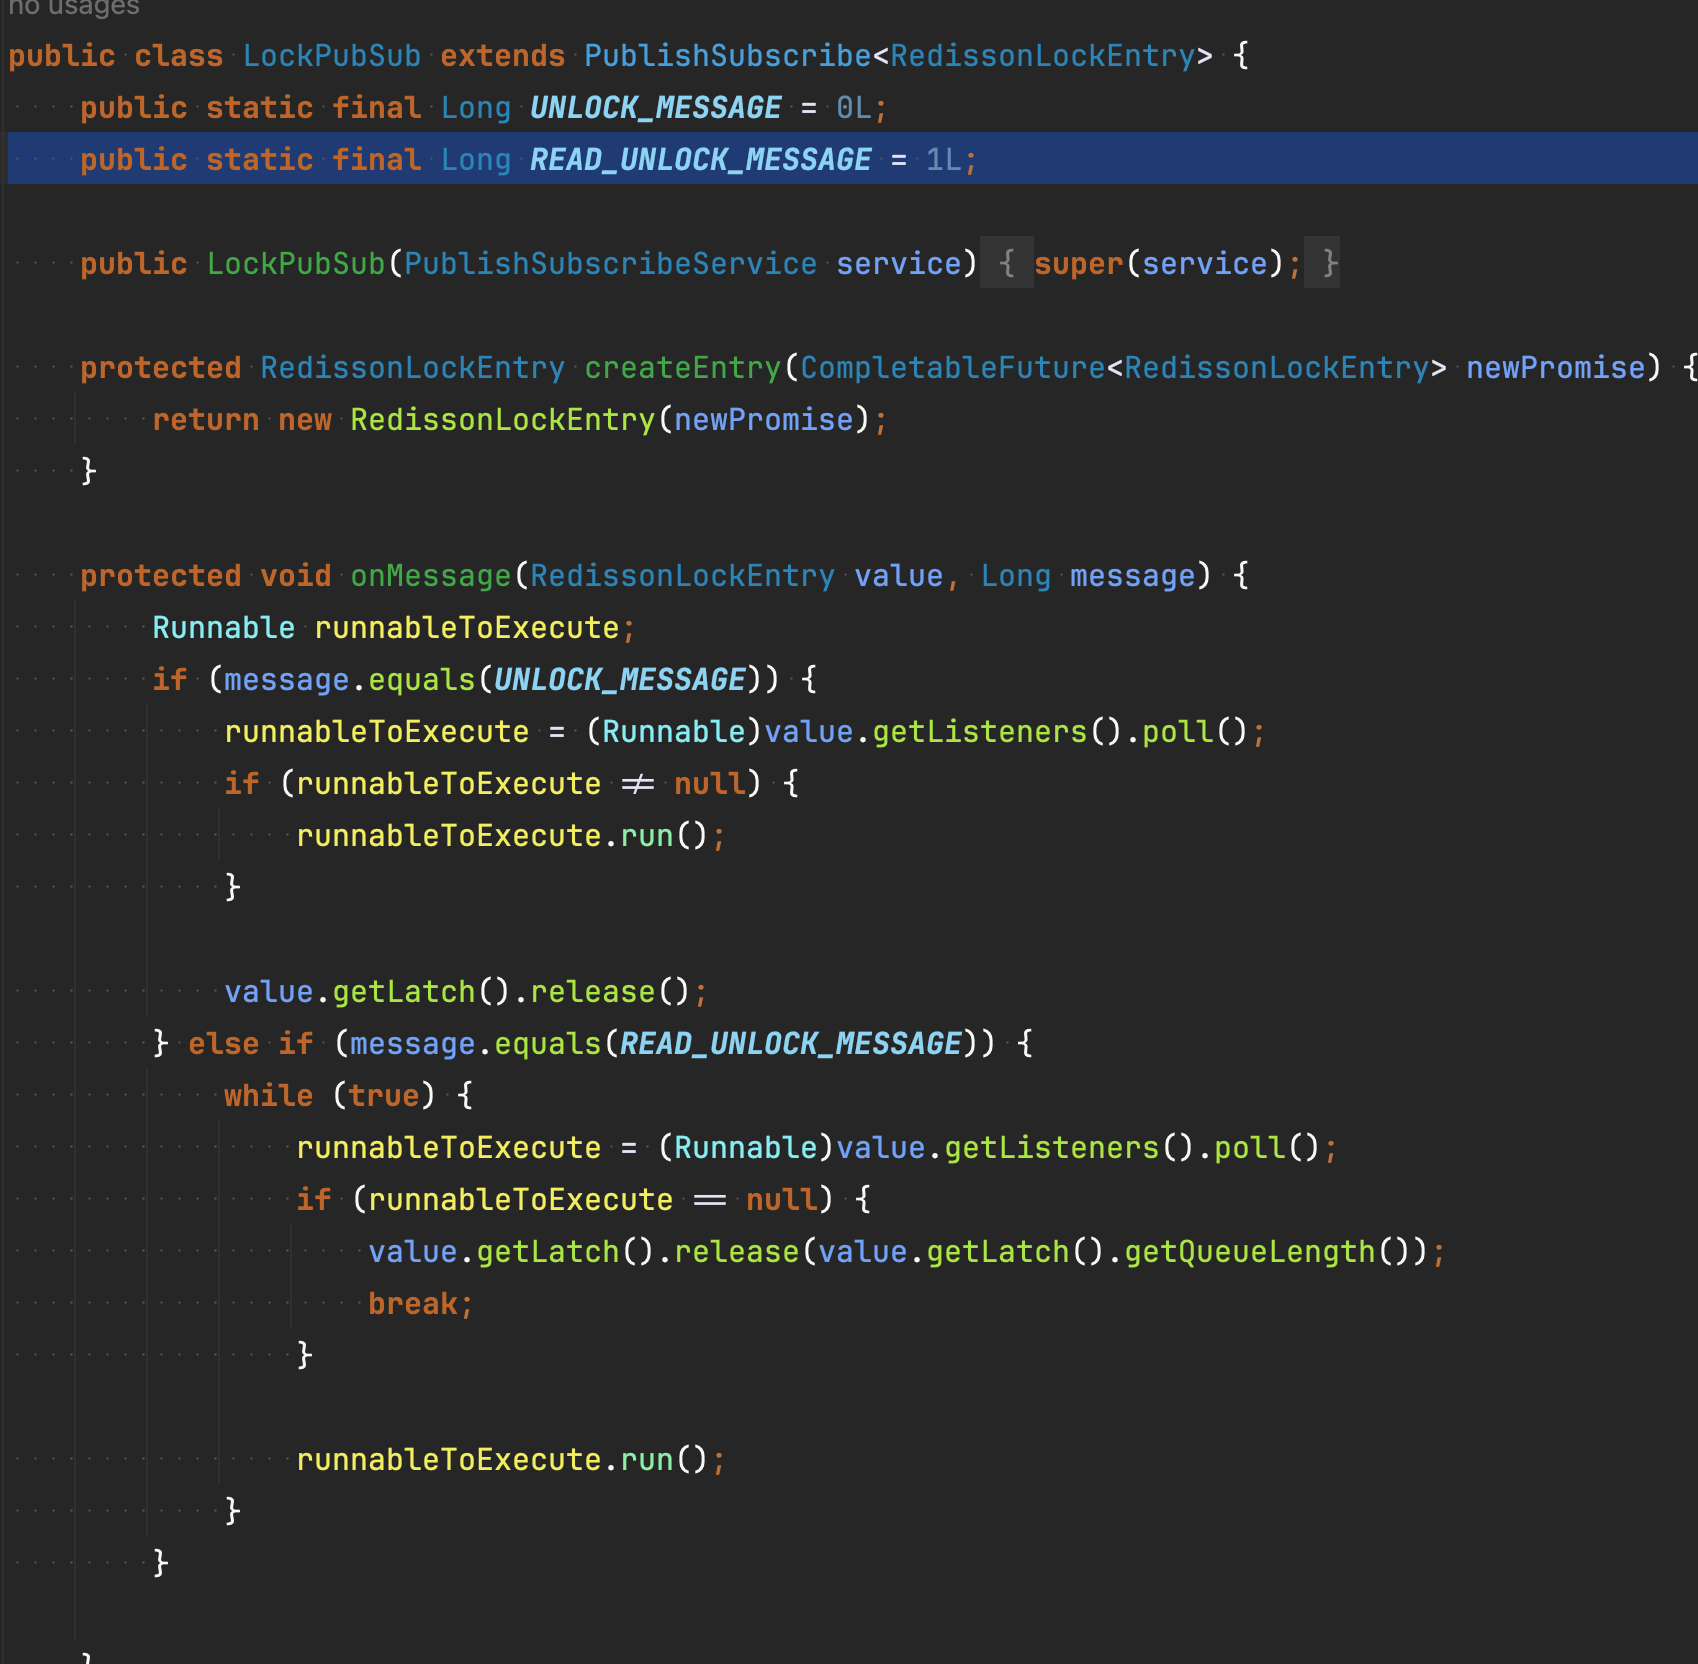 no usages
public class LockPubSub extends PublishSubscribe<RedissonLockEntry> {
    public static final Long UNLOCK_MESSAGE = 0L;
    public static final Long READ_UNLOCK_MESSAGE = 1L;

    public LockPubSub(PublishSubscribeService service) { super(service); }

    protected RedissonLockEntry createEntry(CompletableFuture<RedissonLockEntry> newPromise) {
        return new RedissonLockEntry(newPromise);
    }

    protected void onMessage(RedissonLockEntry value, Long message) {
        Runnable runnableToExecute;
        if (message.equals(UNLOCK_MESSAGE)) {
            runnableToExecute = (Runnable)value.getListeners().poll();
            if (runnableToExecute != null) {
                runnableToExecute.run();
            }

            value.getLatch().release();
        } else if (message.equals(READ_UNLOCK_MESSAGE)) {
            while (true) {
                runnableToExecute = (Runnable)value.getListeners().poll();
                if (runnableToExecute == null) {
                    value.getLatch().release(value.getLatch().getQueueLength());
                    break;
                }

                runnableToExecute.run();
            }
        }

    }